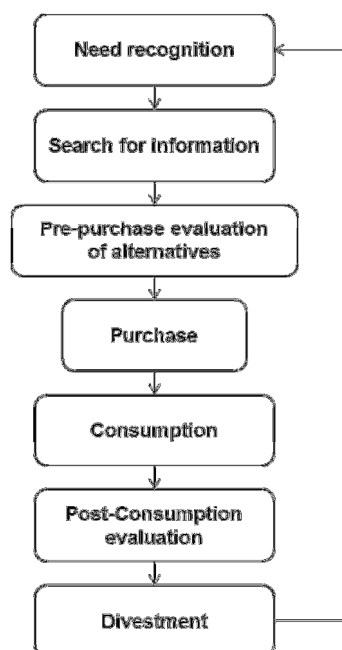 Need recognition
Search for information
Pre-purchase evaluation
of alternatives
Purchase
Consumption
Post-Consumption
evaluation
Divestment